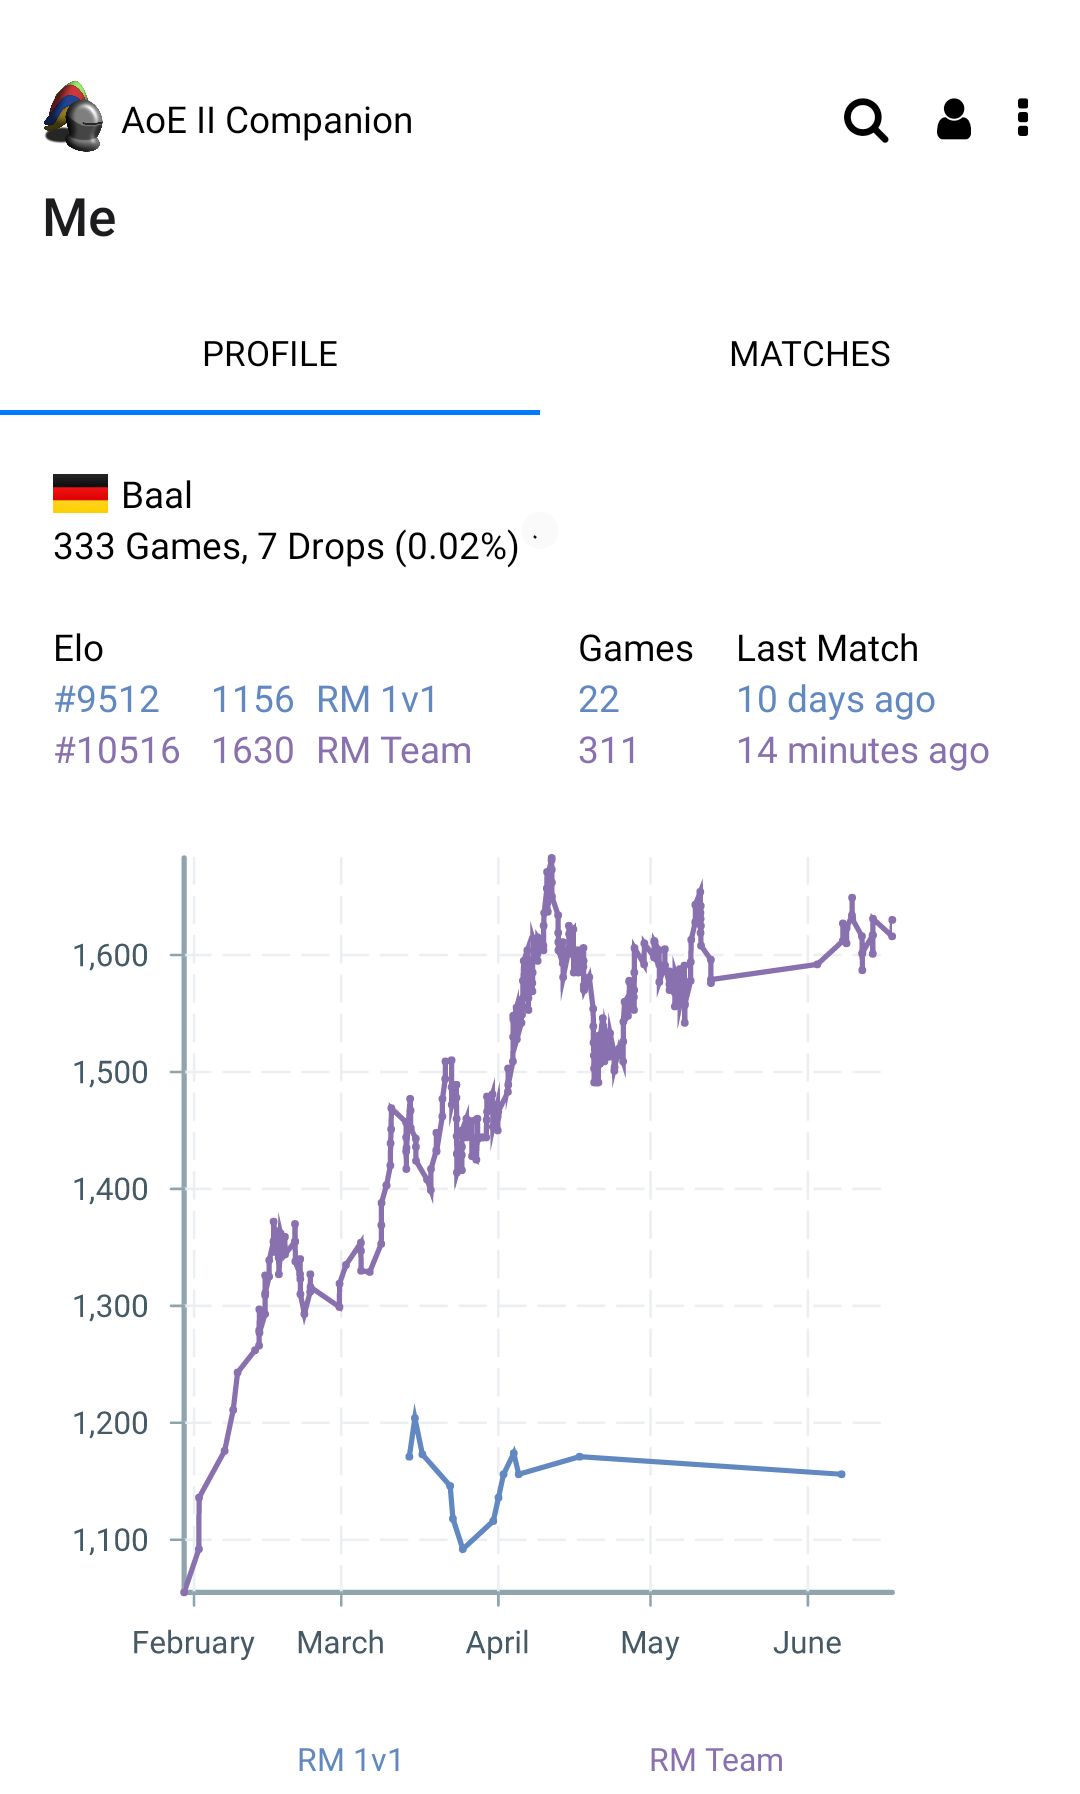 AoE II Companion
Me
PROFILE MATCHES
Baal
333 Games, 7 Drops (0.02%)
Elo Games Last Match
#9512 1156 RM 1v1 22 10 days ago
#10516 1630 RM Team 311 14 minutes ago
1,600
1,500
1,400
1,300
1,200
1,100
February March April May June
RM 1v1 RM Team